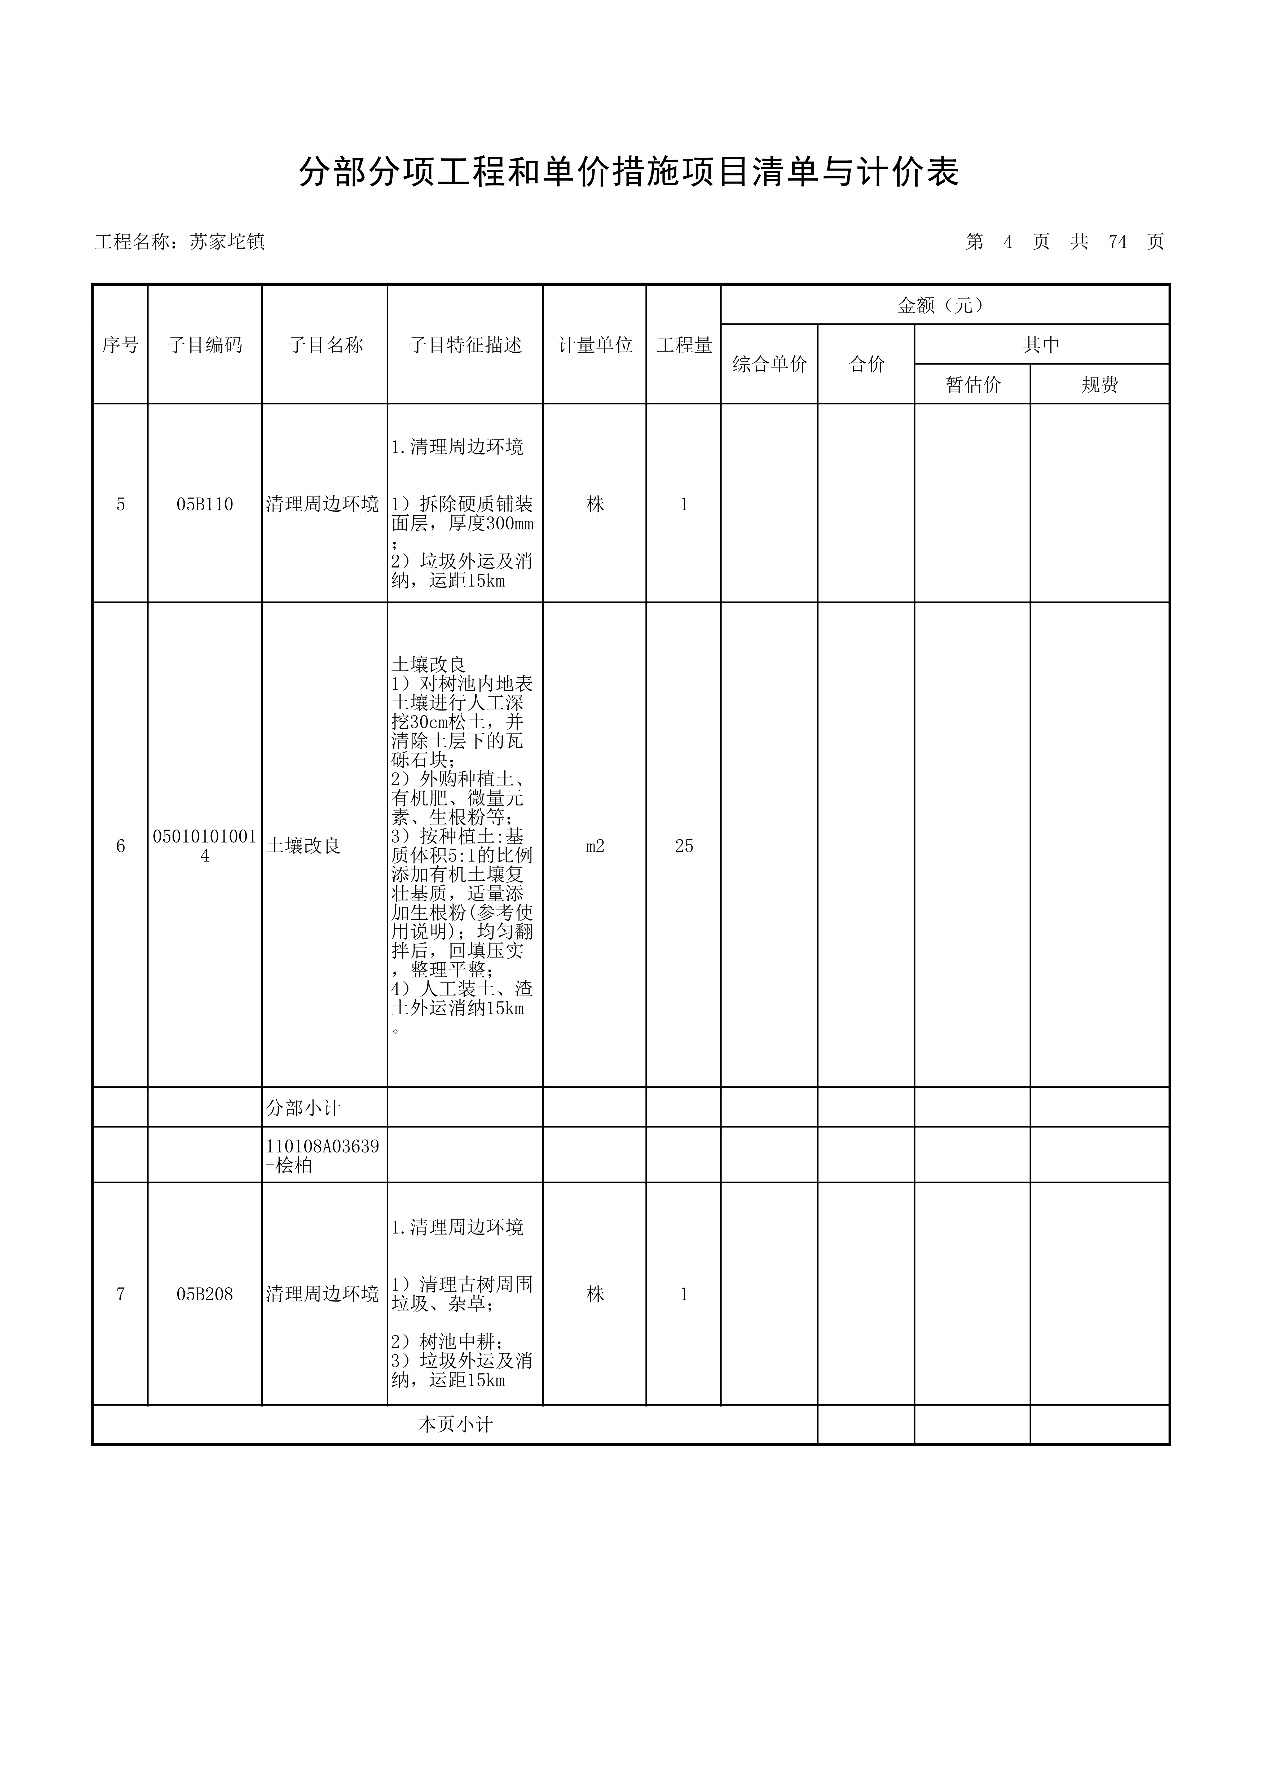 分部分项工程和单价措施项目清单与计价表
工程名称：苏家坨镇
第 4 页 共 74 页
序号 子目编码 子目名称 子目特征描述 计量单位 工程量 金额（元）
综合单价 合价 其中
暂估价 规费
5 05B110 清理周边环境 株 1
1.清理周边环境
1）拆除硬质铺装
面层，厚度300mm
；
2）垃圾外运及消
纳，运距15km
6 05010101001
4 土壤改良 m2 25
土壤改良
1）对树池内地表
土壤进行人工深
挖30cm松土，并
清除土层下的瓦
砾石块；
2）外购种植土、
有机肥、微量元
素、生根粉等；
3）按种植土:基
质体积5:1的比例
添加有机土壤复
壮基质，适量添
加生根粉(参考使
用说明)；均匀翻
拌后，回填压实
，整理平整；
4）人工装土、渣
土外运消纳15km
。
分部小计
110108A03639
-桧柏
7 05B208 清理周边环境 株 1
1.清理周边环境
1）清理古树周围
垃圾、杂草；
2）树池中耕；
3）垃圾外运及消
纳，运距15km
本页小计